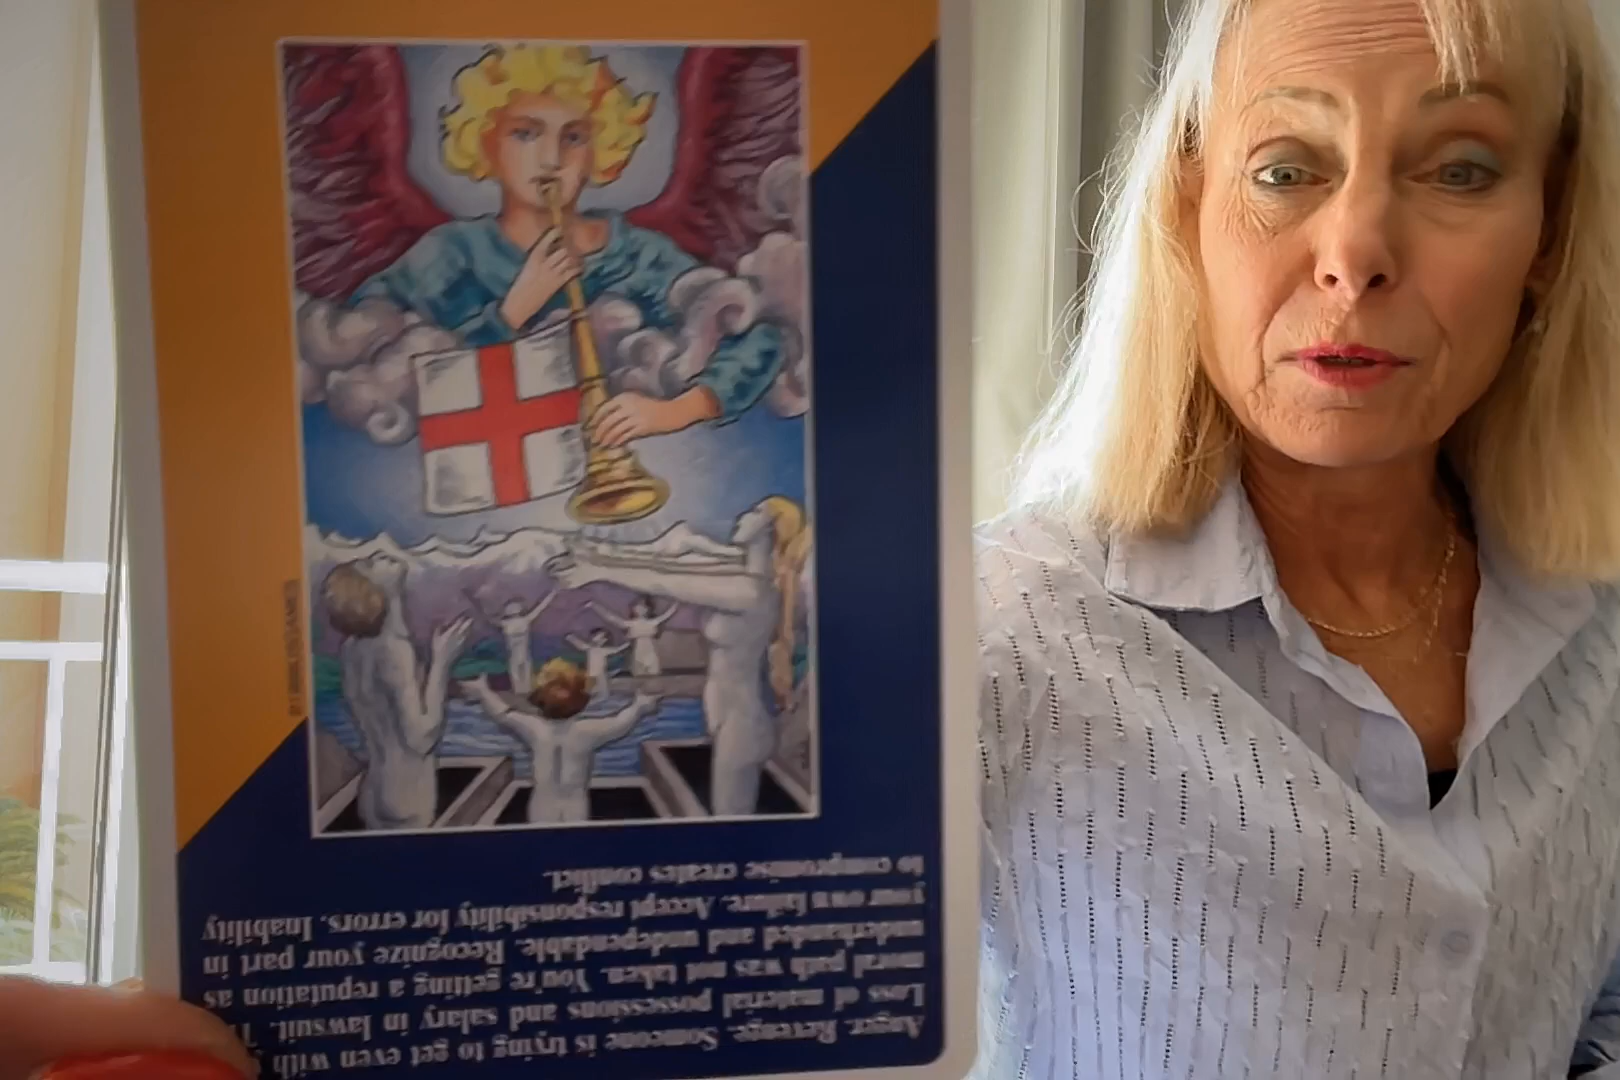 Anger. Revenge. Someone is trying to get even with
Loss of material possessions and salary in lawsuit.
moral path was not taken. You're getting a reputation as
underhanded and undependable. Recognize your part in
your own failure. Accept responsibility for errors. Inability
to compromise creates conflict.